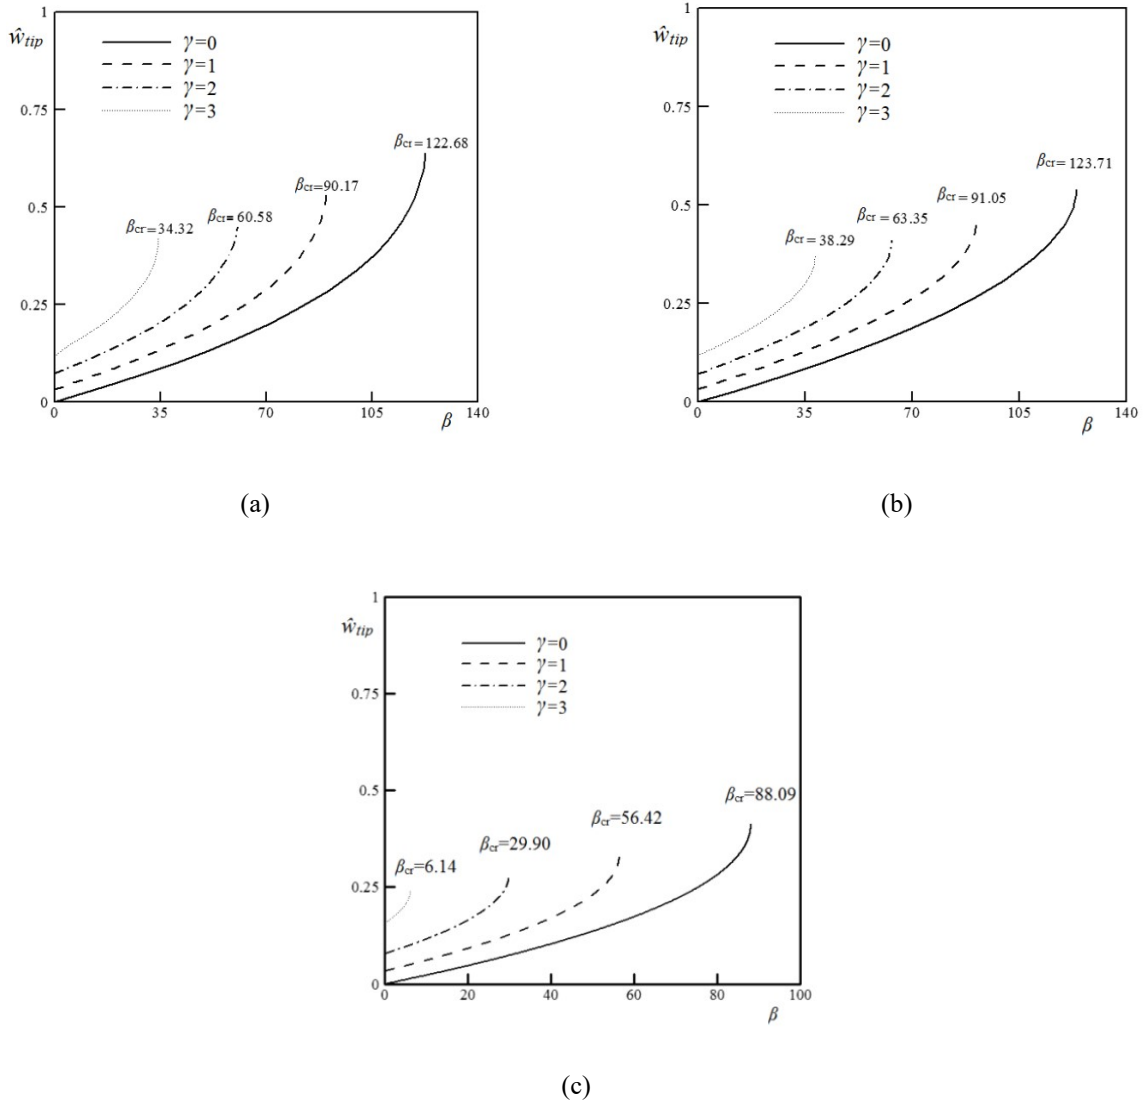 1
ŵtip
γ=0
γ=1
γ=2
γ=3
0.75
0.5
0.25
0
βcr=122.68
βcr=90.17
βcr=60.58
βcr=34.32
0 35 70 105 140
β
(a)
1
ŵtip
γ=0
γ=1
γ=2
γ=3
0.75
0.5
0.25
0
βcr=123.71
βcr=91.05
βcr=63.35
βcr=38.29
0 35 70 105 140
β
(b)
1
ŵtip
γ=0
γ=1
γ=2
γ=3
0.75
0.5
0.25
0
βcr=88.09
βcr=56.42
βcr=29.90
βcr=6.14
0 20 40 60 80 100
β
(c)